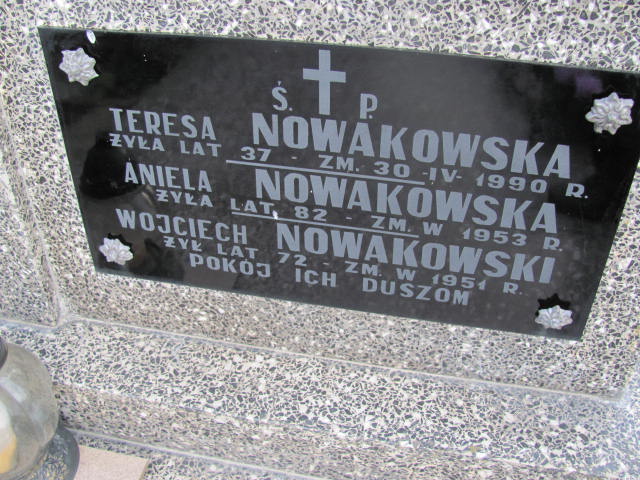 Ś. P.
TERESA NOWAKOWSKA
ŻYŁA LAT 37 - ZM. 30-IV-1990 R.
ANIELA NOWAKOWSKA
ŻYŁA LAT. 82 - ZM. W 1953 R.
WOJCIECH NOWAKOWSKI
ŻYŁ LAT 72 - ZM. W 1951 R.
POKÓJ ICH DUSZOM